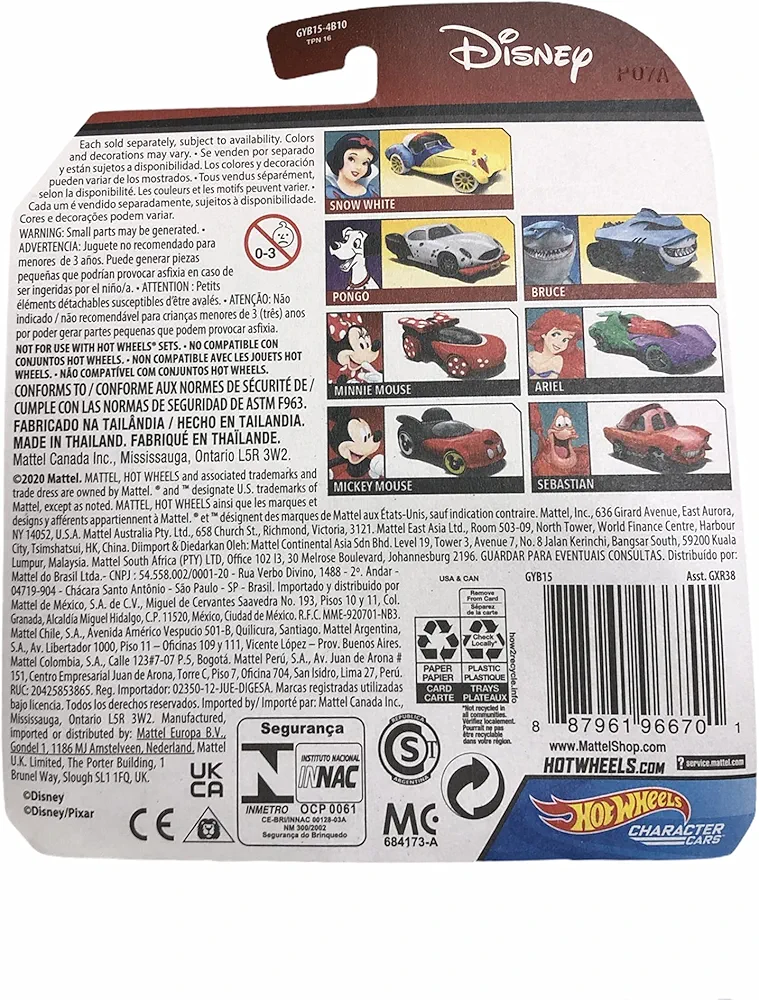 GYB15-4B10
TPN 16
Disney
P07A
Each sold separately, subject to availability. Colors
and decorations may vary. • Se venden por separado
y están sujetos a disponibilidad. Los colores y decoración
pueden variar de los mostrados. • Tous vendus séparément,
selon la disponibilité. Les couleurs et les motifs peuvent varier. •
Cada um é vendido separadamente, sujeitos à disponibilidade.
Cores e decorações podem variar.
WARNING: Small parts may be generated. •
ADVERTENCIA: Juguete no recomendado para
menores de 3 años. Puede generar piezas
pequeñas que podrían provocar asfixia en caso de
ser ingeridas por el niño/a. • ATTENTION : Petits
éléments détachables susceptibles d'être avalés. • ATENÇÃO: Não
indicado / não recomendável para crianças menores de 3 (três) anos
por poder gerar partes pequenas que podem provocar asfixia.
0-3
NOT FOR USE WITH HOT WHEELS® SETS. • NO COMPATIBLE CON
CONJUNTOS HOT WHEELS. • NON COMPATIBLE AVEC LES JOUETS HOT
WHEELS. • NÃO COMPATÍVEL COM CONJUNTOS HOT WHEELS.
CONFORMS TO / CONFORME AUX NORMES DE SÉCURITÉ DE /
CUMPLE CON LAS NORMAS DE SEGURIDAD DE ASTM F963.
FABRICADO NA TAILÂNDIA / HECHO EN TAILANDIA.
MADE IN THAILAND. FABRIQUÉ EN THAÏLANDE.
Mattel Canada Inc., Mississauga, Ontario L5R 3W2.
SNOW WHITE
PONGO
BRUCE
MINNIE MOUSE
ARIEL
MICKEY MOUSE
SEBASTIAN
©2020 Mattel. MATTEL, HOT WHEELS and associated trademarks and
trade dress are owned by Mattel. ® and ™ designate U.S. trademarks of
Mattel, except as noted. MATTEL, HOT WHEELS ainsi que les marques et
designs y afférents appartiennent à Mattel. ® et ™ désignent des marques de Mattel aux États-Unis, sauf indication contraire. Mattel, Inc., 636 Girard Avenue, East Aurora,
NY 14052, U.S.A. Mattel Australia Pty. Ltd., 658 Church St., Richmond, Victoria, 3121. Mattel East Asia Ltd., Room 503-09, North Tower, World Finance Centre, Harbour
City, Tsimshatsui, HK, China. Diimport & Diedarkan Oleh: Mattel Continental Asia Sdn Bhd. Level 19, Tower 3, Avenue 7, No. 8 Jalan Kerinchi, Bangsar South, 59200 Kuala
Lumpur, Malaysia. Mattel South Africa (PTY) LTD, Office 102 I3, 30 Melrose Boulevard, Johannesburg 2196. GUARDAR PARA EVENTUAIS CONSULTAS. Distribuido por:
Mattel do Brasil Ltda.- CNPJ : 54.558.002/0001-20 - Rua Verbo Divino, 1488 - 2º. Andar -
04719-904 - Chácara Santo Antônio - São Paulo - SP - Brasil. Importado y distribuido por
Mattel de México, S.A. de C.V., Miguel de Cervantes Saavedra No. 193, Pisos 10 y 11, Col.
Granada, Alcaldía Miguel Hidalgo, C.P. 11520, México, Ciudad de México. R.F.C. MME-920701-NB3.
Mattel Chile, S.A., Avenida Américo Vespucio 501-B, Quilicura, Santiago. Mattel Argentina,
S.A., Av. Libertador 1000, Piso 11 – Oficinas 109 y 111, Vicente López – Prov. Buenos Aires.
Mattel Colombia, S.A., Calle 123#7-07 P.5, Bogotá. Mattel Perú, S.A., Av. Juan de Arona #
151, Centro Empresarial Juan de Arona, Torre C, Piso 7, Oficina 704, San Isidro, Lima 27, Perú.
RUC: 20425853865. Reg. Importador: 02350-12-JUE-DIGESA. Marcas registradas utilizadas
bajo licencia. Todos los derechos reservados. Imported by/ Importé par: Mattel Canada Inc.,
Mississauga, Ontario L5R 3W2. Manufactured,
imported or distributed by: Mattel Europa B.V.,
Gondel 1, 1186 MJ Amstelveen, Nederland. Mattel
U.K. Limited, The Porter Building, 1
Brunel Way, Slough SL1 1FQ, UK.
©Disney
©Disney/Pixar
UK
CA
CE
Segurança
INSTITUTO NACIONAL
INNAC
INMETRO OCP 0061
CE-BRI/INNAC 00128-03A
NM 300/2002
Segurança do Brinquedo
REPUBLICA
ARGENTINA
MC
684173-A
USA & CAN
Remove
From Card
Séparez
de la carte
Check
Locally*
PAPER
PAPIER
PLASTIC
PLASTIQUE
CARD
CARTE
TRAYS
PLATEAUX
how2recycle.info
*Not recycled in
all communities.
Vérifiez localement.
Pourrait ne pas
être recyclable
dans votre région.
GYB15 Asst. GXR38
8 87961 96670 1
www.MattelShop.com
HOTWHEELS.COM
? service.mattel.com
HOT WHEELS
CHARACTER
CARS